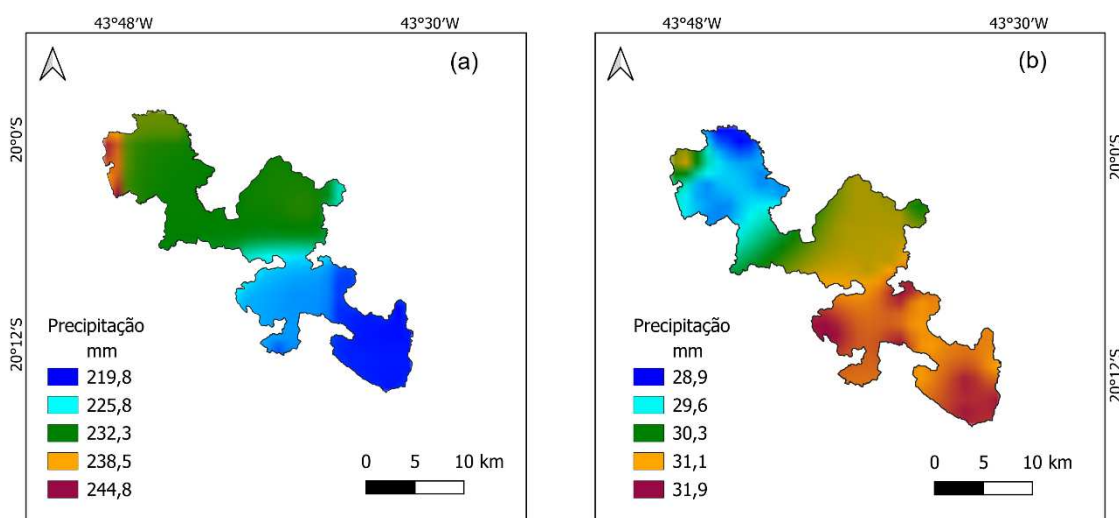 43°48'W 43°30'W
(a)
20°0'S
20°12'S
Precipitação
mm
219,8
225,8
232,3
238,5
244,8
0 5 10 km
43°48'W 43°30'W
(b)
20°0'S
20°12'S
Precipitação
mm
28,9
29,6
30,3
31,1
31,9
0 5 10 km